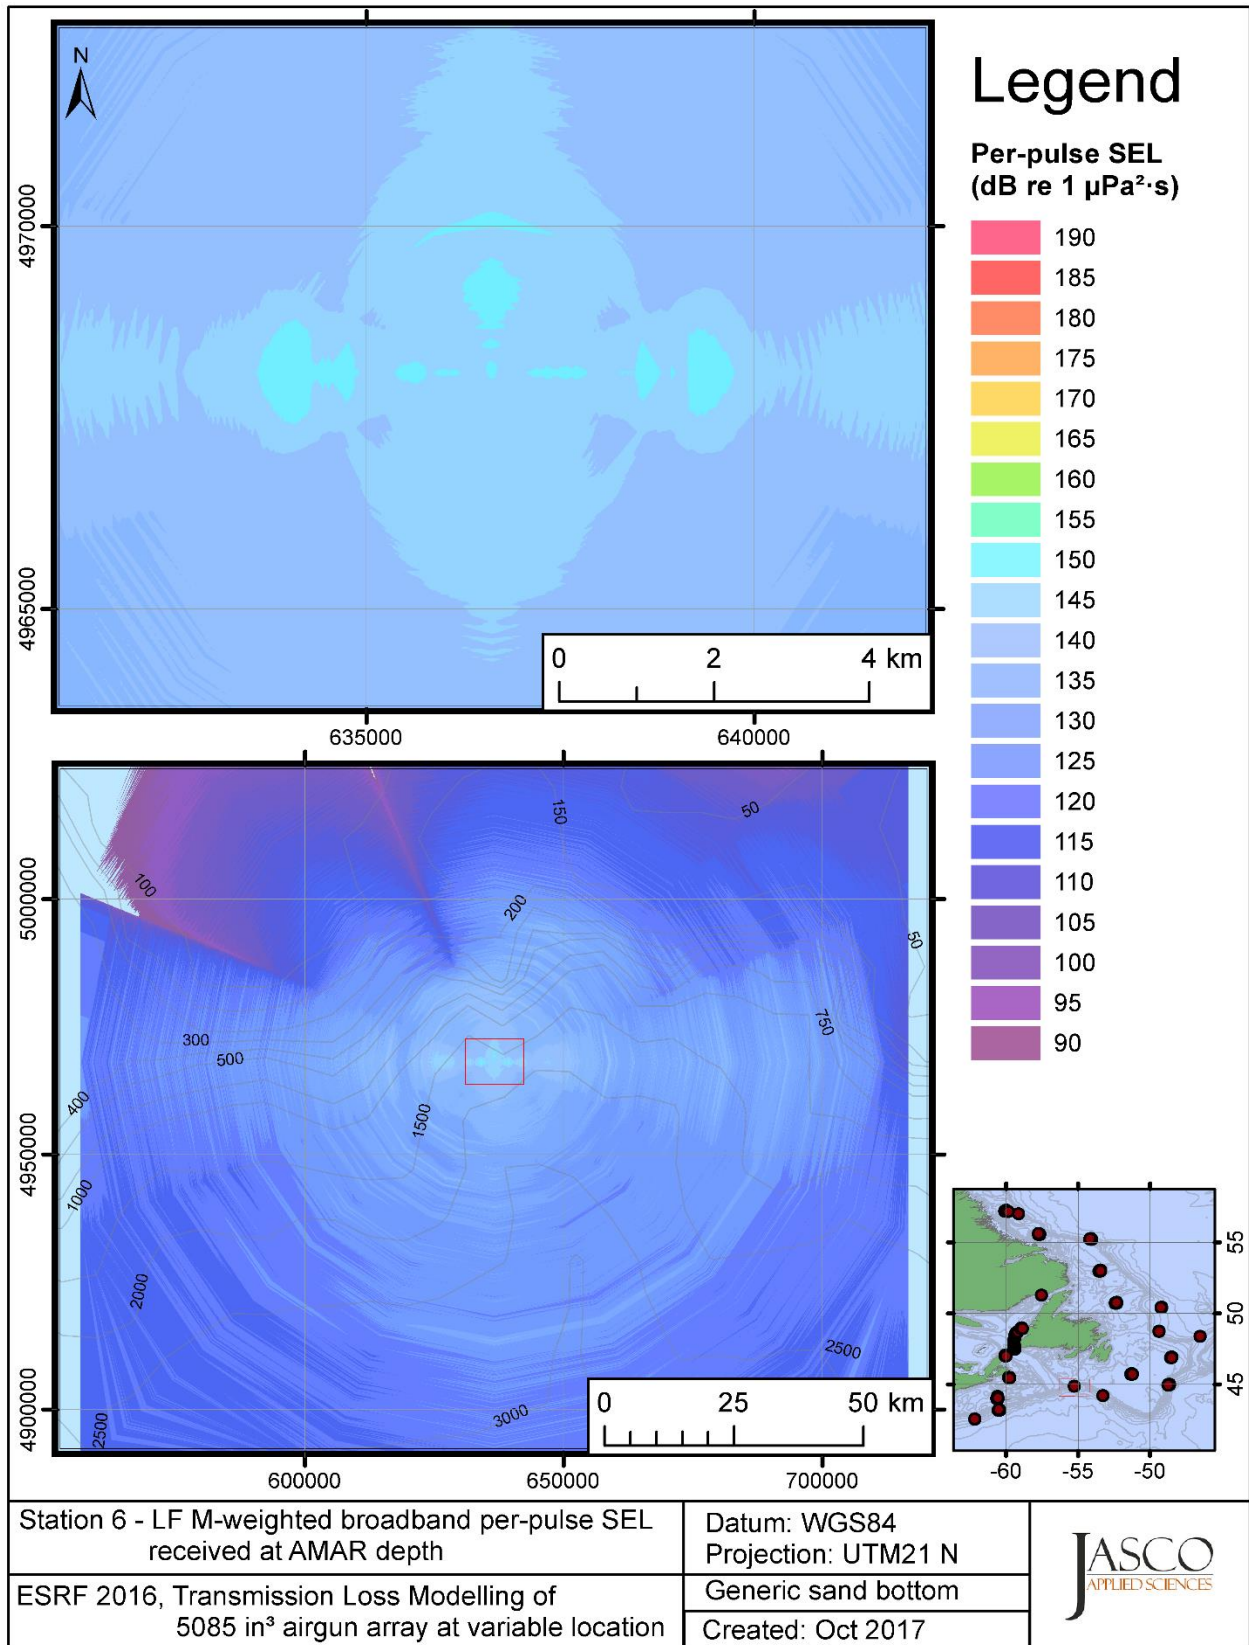 N
4970000
4965000
0 2 4 km
635000 640000
Legend
Per-pulse SEL
(dB re 1 µPa²·s)
190
185
180
175
170
165
160
155
150
145
140
135
130
125
120
115
110
105
100
95
90
5000000
4950000
4900000
150
50
100
200
50
300
500
750
400
1500
1000
2000
2500
2500
3000
0 25 50 km
600000 650000 700000
55
50
45
-60 -55 -50
Station 6 - LF M-weighted broadband per-pulse SEL
received at AMAR depth
ESRF 2016, Transmission Loss Modelling of
5085 in³ airgun array at variable location
Datum: WGS84
Projection: UTM21 N
Generic sand bottom
Created: Oct 2017
JASCO
APPLIED SCIENCES